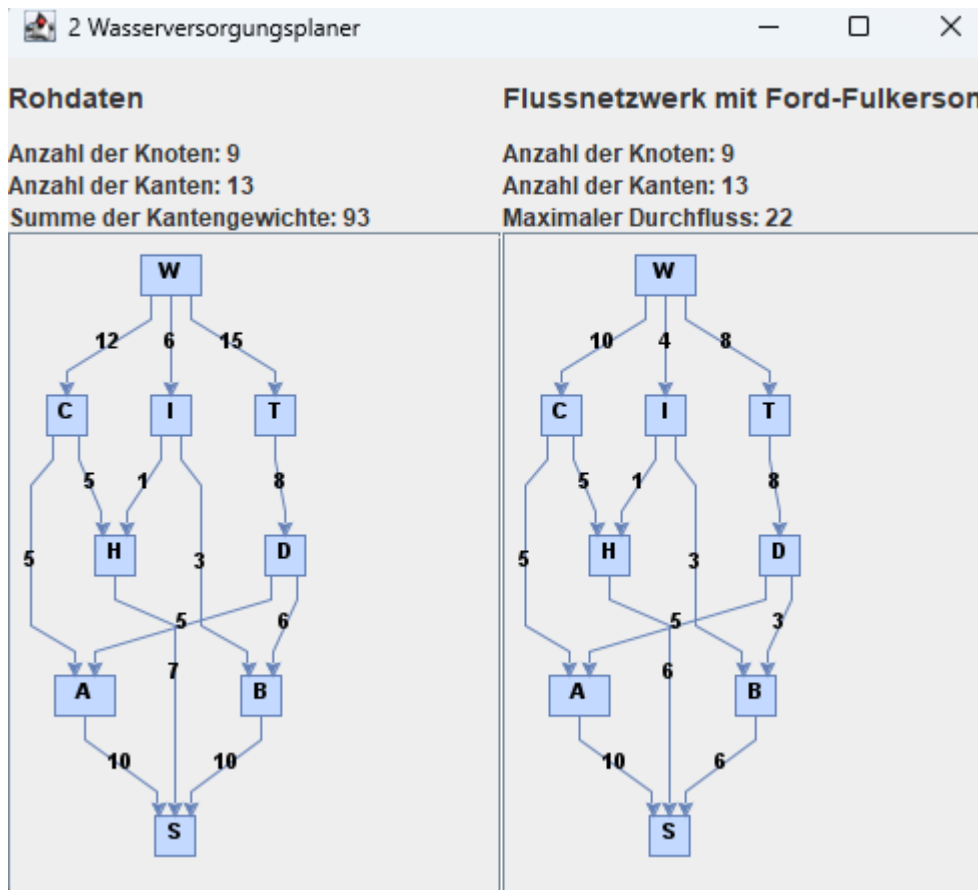 2 Wasserversorgungsplaner
Rohdaten
Anzahl der Knoten: 9
Anzahl der Kanten: 13
Summe der Kantengewichte: 93
W
12 6 15
C I T
5 1 8
H D
5 3
5 6
7
A B
10 10
S
Flussnetzwerk mit Ford-Fulkerson
Anzahl der Knoten: 9
Anzahl der Kanten: 13
Maximaler Durchfluss: 22
W
10 4 8
C I T
5 1 8
H D
5 3
5 3
6
A B
10 6
S